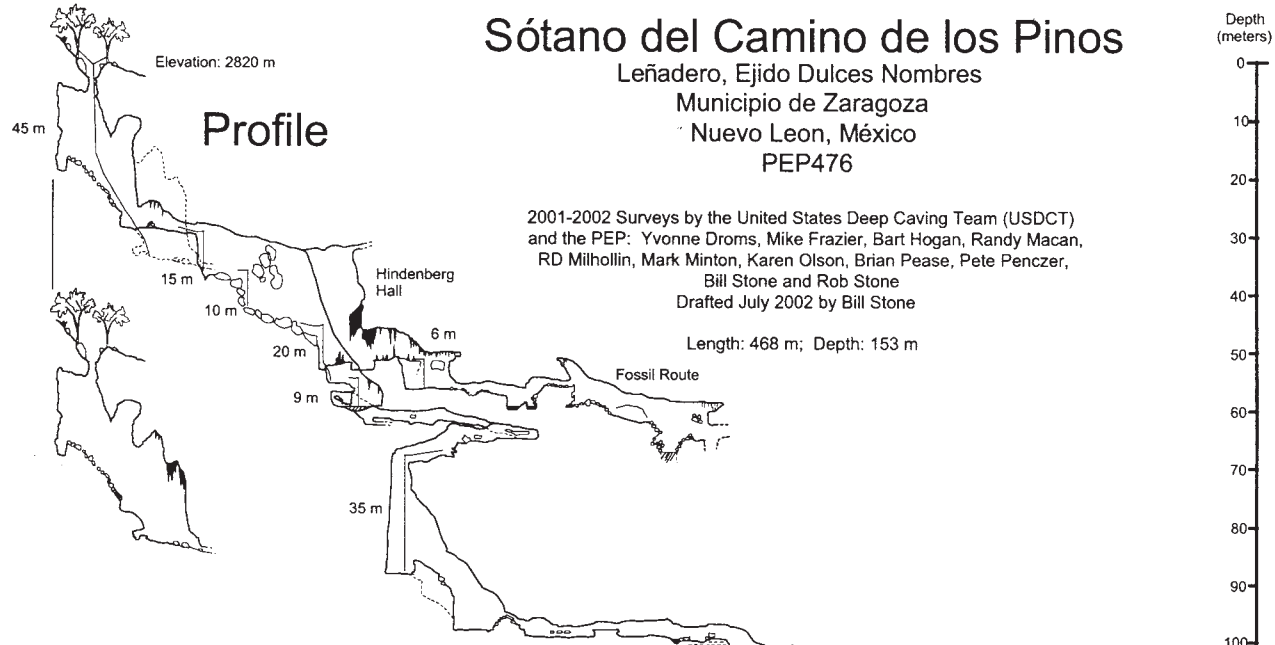 Sótano del Camino de los Pinos
Leñadero, Ejido Dulces Nombres
Municipio de Zaragoza
Nuevo Leon, México
PEP476
2001-2002 Surveys by the United States Deep Caving Team (USDCT)
and the PEP: Yvonne Droms, Mike Frazier, Bart Hogan, Randy Macan,
RD Milhollin, Mark Minton, Karen Olson, Brian Pease, Pete Penczer,
Bill Stone and Rob Stone
Drafted July 2002 by Bill Stone
Length: 468 m; Depth: 153 m
Elevation: 2820 m
Profile
45 m
15 m
10 m
20 m
9 m
Hindenberg
Hall
6 m
Fossil Route
35 m
Depth
(meters)
0
10
20
30
40
50
60
70
80
90
100